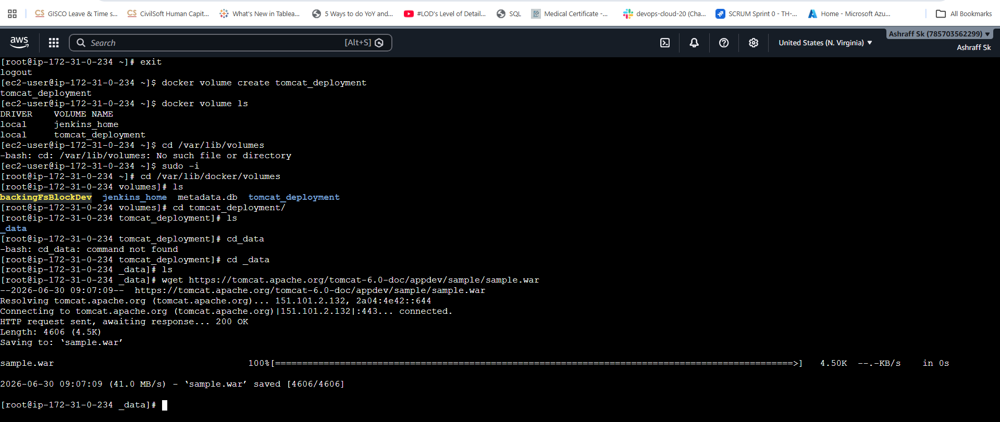 GISCO Leave & Time s... CivilSoft Human Capit... What's New in Tablea... 5 Ways to do YoY and... #LOD's Level of Detail... SQL Medical Certificate -... devops-cloud-20 (Cha... SCRUM Sprint 0 - TH-... Home - Microsoft Azu... All Bookmarks
aws Search [Alt+S] United States (N. Virginia) ▼ Ashraff Sk (785703562299) ▼
Ashraff Sk
[root@ip-172-31-0-234 ~]# exit
logout
[ec2-user@ip-172-31-0-234 ~]$ docker volume create tomcat_deployment
tomcat_deployment
[ec2-user@ip-172-31-0-234 ~]$ docker volume ls
DRIVER    VOLUME NAME
local     jenkins_home
local     tomcat_deployment
[ec2-user@ip-172-31-0-234 ~]$ cd /var/lib/volumes
-bash: cd: /var/lib/volumes: No such file or directory
[ec2-user@ip-172-31-0-234 ~]$ sudo -i
[root@ip-172-31-0-234 ~]# cd /var/lib/docker/volumes
[root@ip-172-31-0-234 volumes]# ls
backingFsBlockDev  jenkins_home  metadata.db  tomcat_deployment
[root@ip-172-31-0-234 volumes]# cd tomcat_deployment/
[root@ip-172-31-0-234 tomcat_deployment]# ls
_data
[root@ip-172-31-0-234 tomcat_deployment]# cd_data
-bash: cd_data: command not found
[root@ip-172-31-0-234 tomcat_deployment]# cd _data
[root@ip-172-31-0-234 _data]# ls
[root@ip-172-31-0-234 _data]# wget https://tomcat.apache.org/tomcat-6.0-doc/appdev/sample/sample.war
--2026-06-30 09:07:09--  https://tomcat.apache.org/tomcat-6.0-doc/appdev/sample/sample.war
Resolving tomcat.apache.org (tomcat.apache.org)... 151.101.2.132, 2a04:4e42::644
Connecting to tomcat.apache.org (tomcat.apache.org)|151.101.2.132|:443... connected.
HTTP request sent, awaiting response... 200 OK
Length: 4606 (4.5K)
Saving to: ‘sample.war’
sample.war 100%[================================================================================================>] 4.50K --.-KB/s in 0s
2026-06-30 09:07:09 (41.0 MB/s) - ‘sample.war’ saved [4606/4606]
[root@ip-172-31-0-234 _data]#